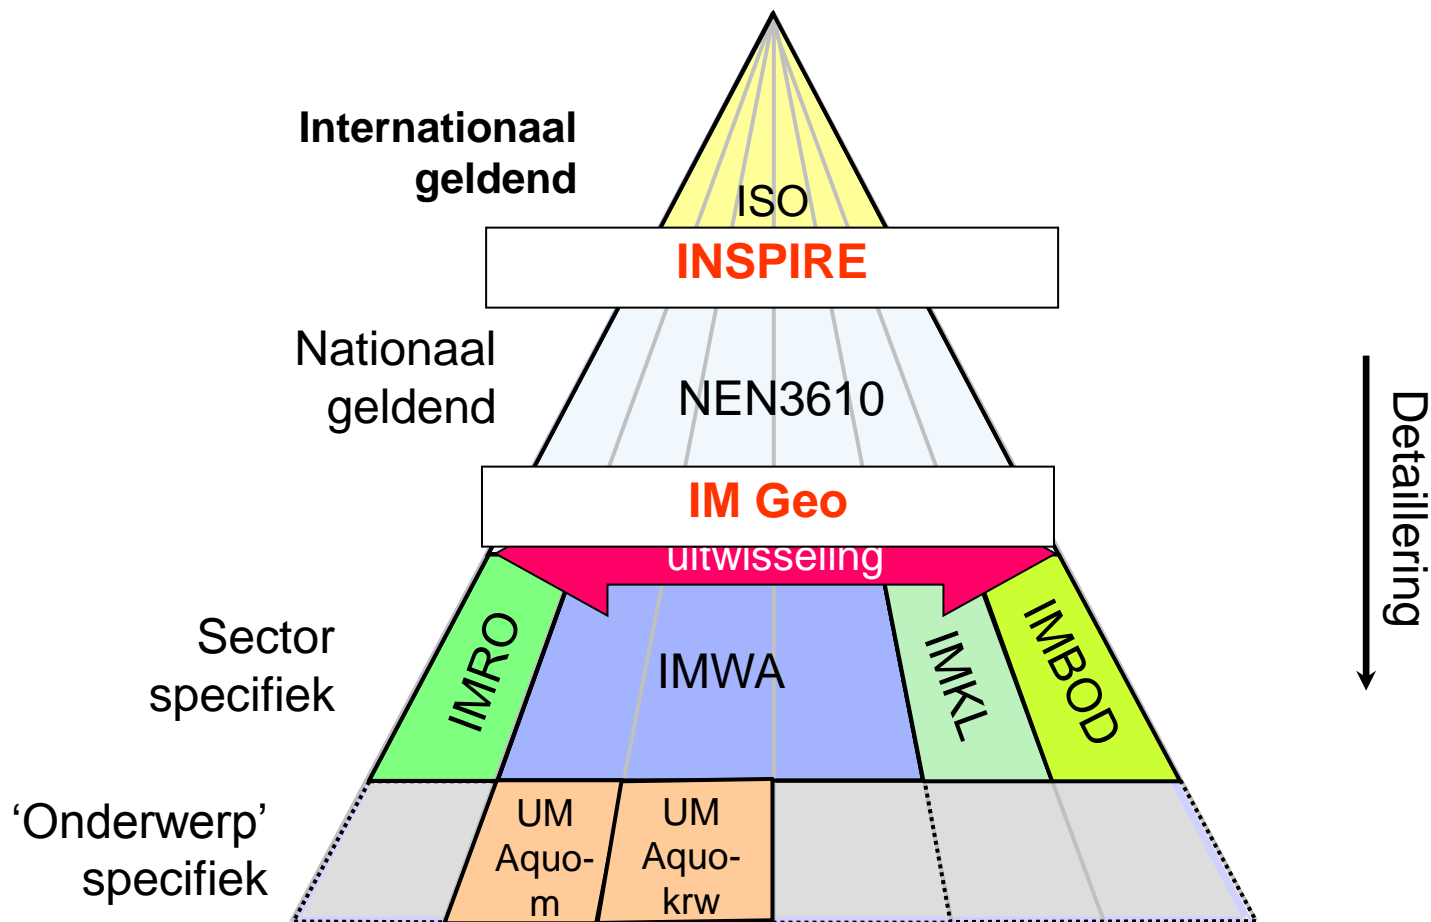 Internationaal
geldend
ISO
INSPIRE
Nationaal
geldend
NEN3610
IM Geo
uitwisseling
Detaillering
Sector
specifiek
IMRO
IMWA
IMKL
IMBOD
‘Onderwerp’
specifiek
UM
Aquo-
m
UM
Aquo-
krw